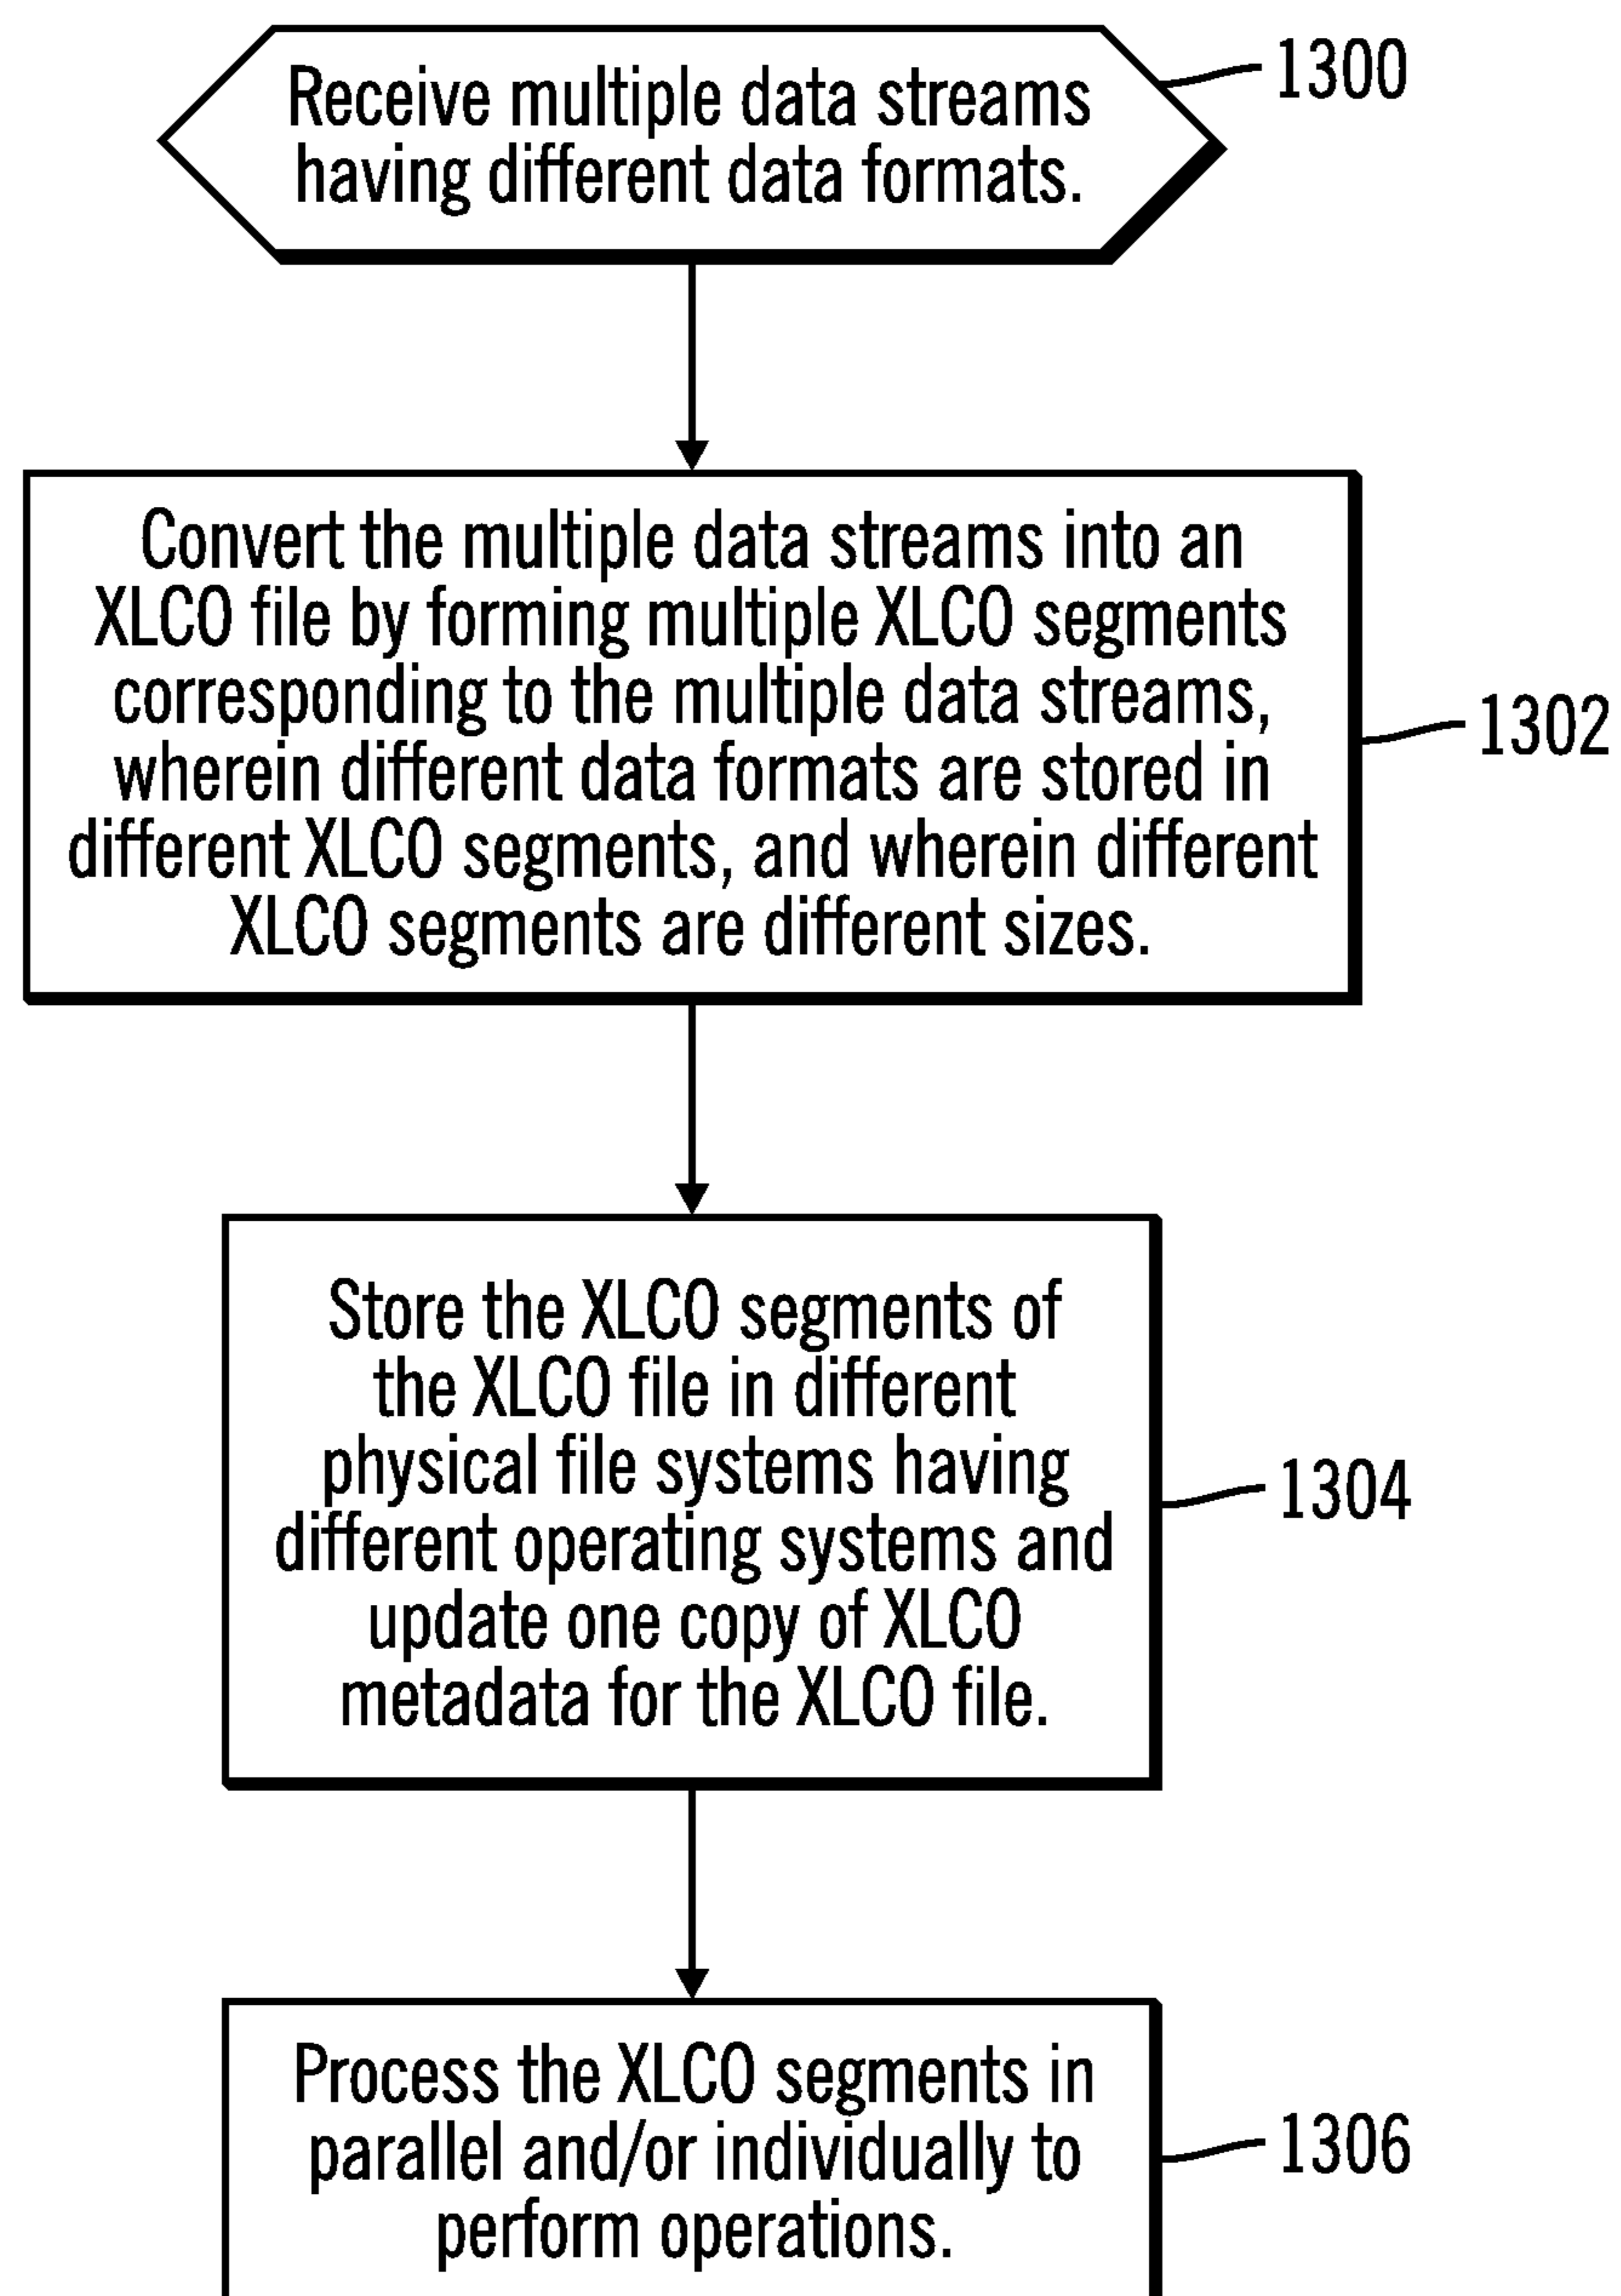 Receive multiple data streams
having different data formats.
1300
Convert the multiple data streams into an
XLCO file by forming multiple XLCO segments
corresponding to the multiple data streams,
wherein different data formats are stored in
different XLCO segments, and wherein different
XLCO segments are different sizes.
1302
Store the XLCO segments of
the XLCO file in different
physical file systems having
different operating systems and
update one copy of XLCO
metadata for the XLCO file.
1304
Process the XLCO segments in
parallel and/or individually to
perform operations.
1306